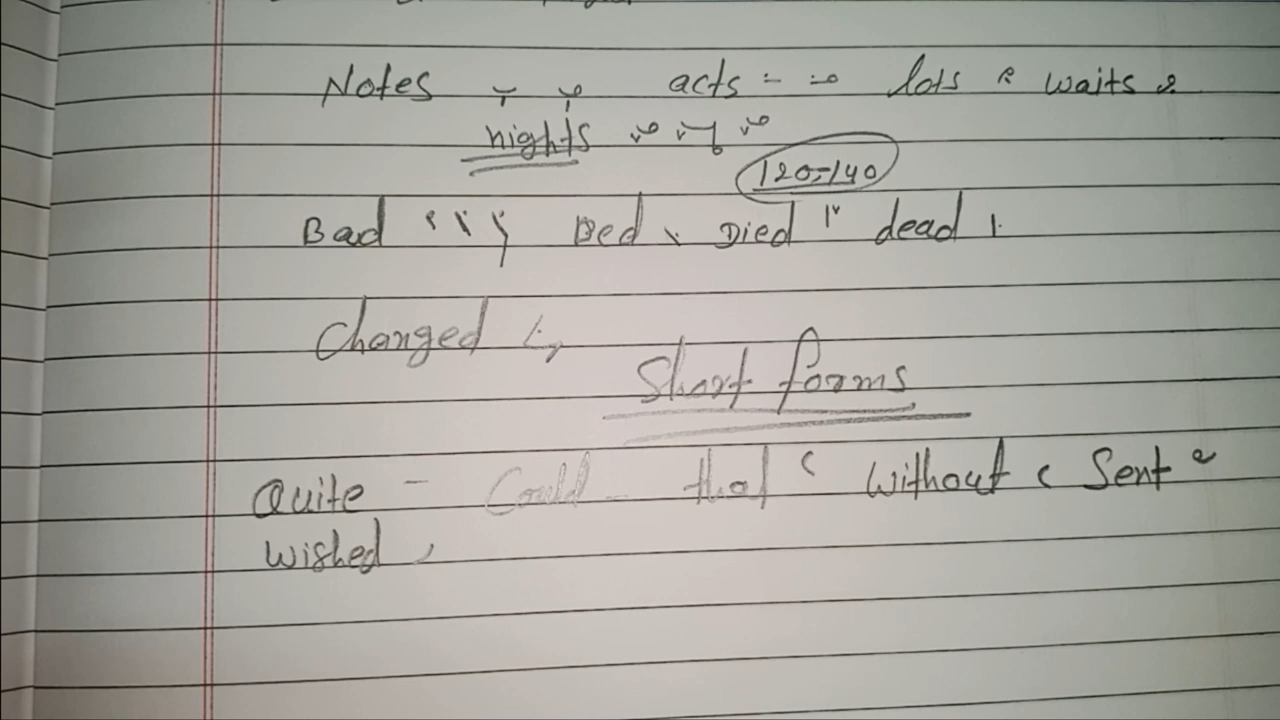 Notes acts = lots waits
nights
120-140
Bad Bed Died dead
Changed
Short forms
Quite - Could - that without Sent
wished